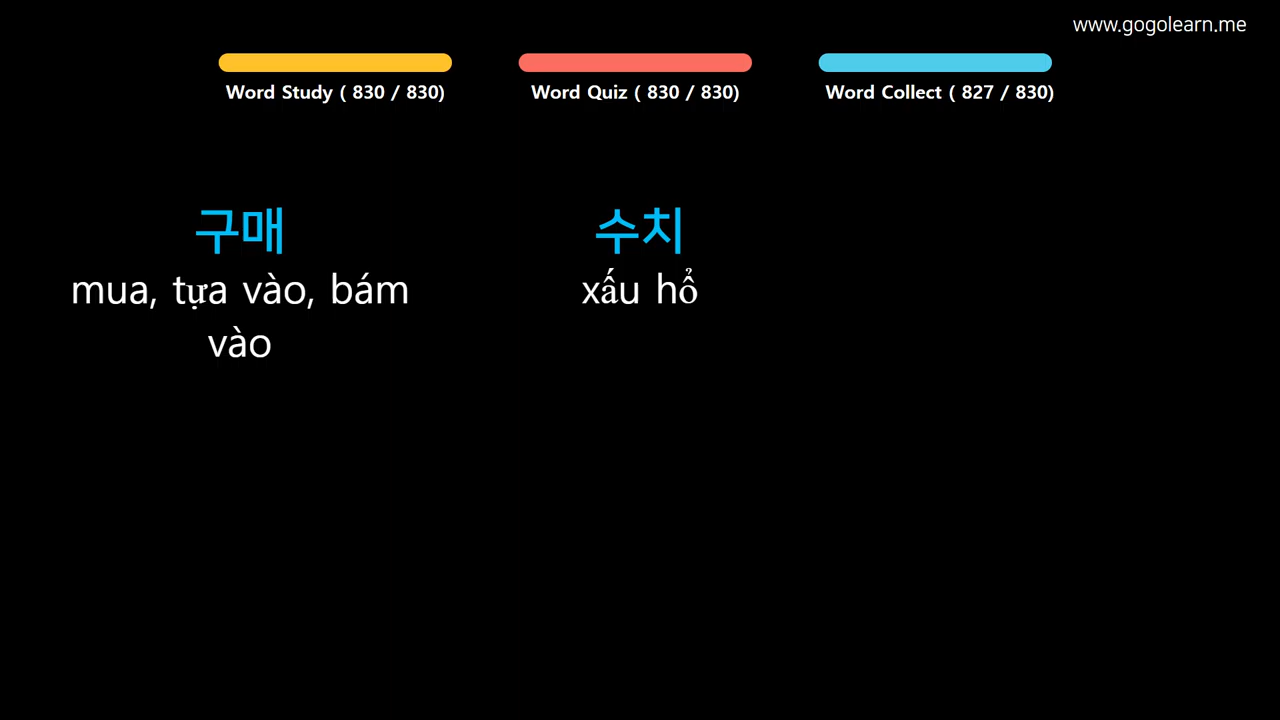 www.gogolearn.me
Word Study ( 830 / 830)
Word Quiz ( 830 / 830)
Word Collect ( 827 / 830)
구매
mua, tựa vào, bám
vào
수치
xấu hổ